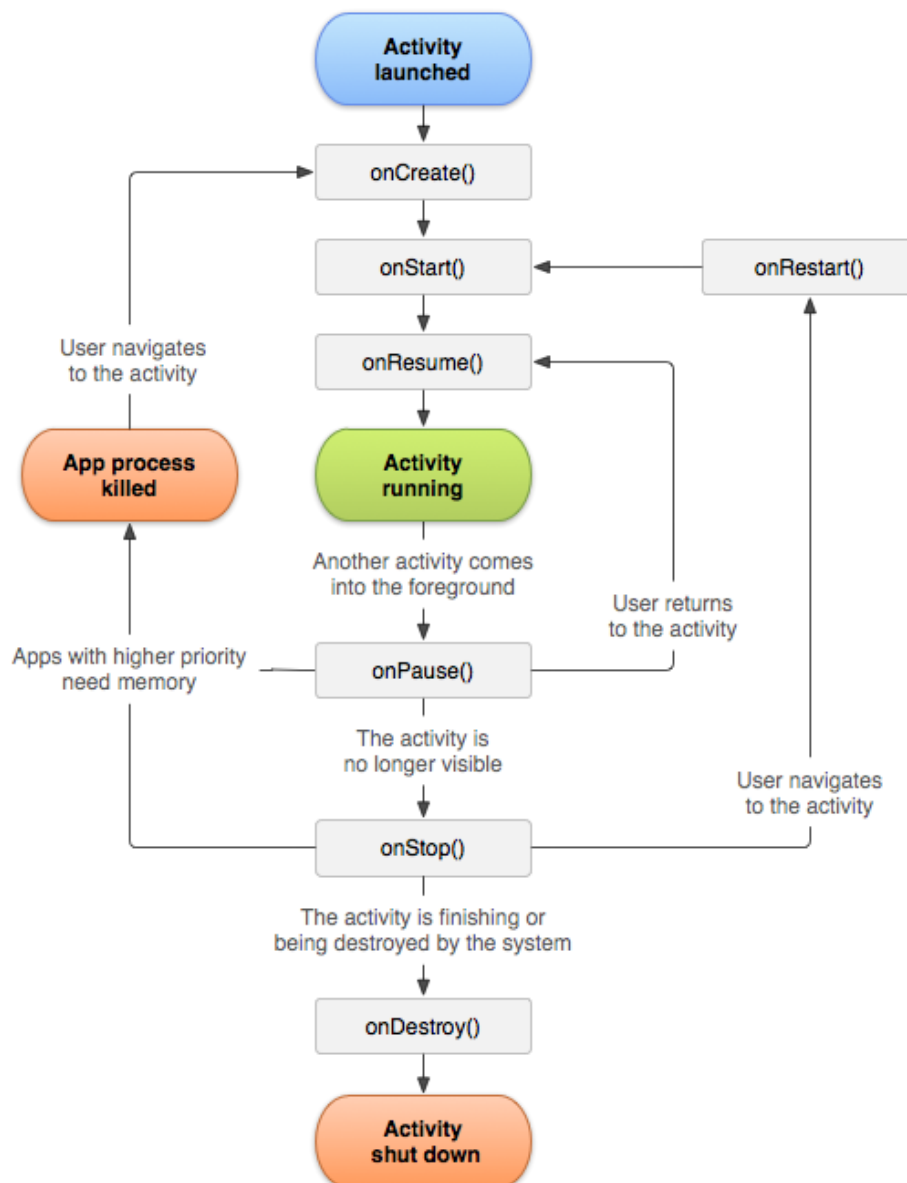 Activity
launched
onCreate()
onStart()
onRestart()
User navigates
to the activity
onResume()
App process
killed
Activity
running
Another activity comes
into the foreground
User returns
to the activity
Apps with higher priority
need memory
onPause()
The activity is
no longer visible
User navigates
to the activity
onStop()
The activity is finishing or
being destroyed by the system
onDestroy()
Activity
shut down